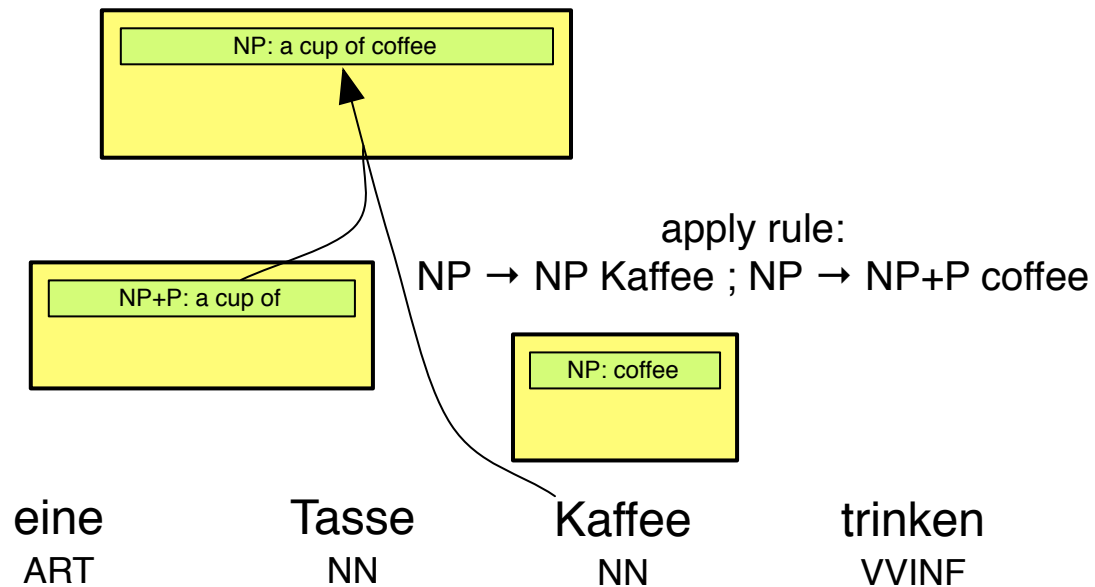 NP: a cup of coffee
apply rule:
NP → NP Kaffee ; NP → NP+P coffee
NP+P: a cup of
NP: coffee
eine Tasse Kaffee trinken
ART NN NN VVINF